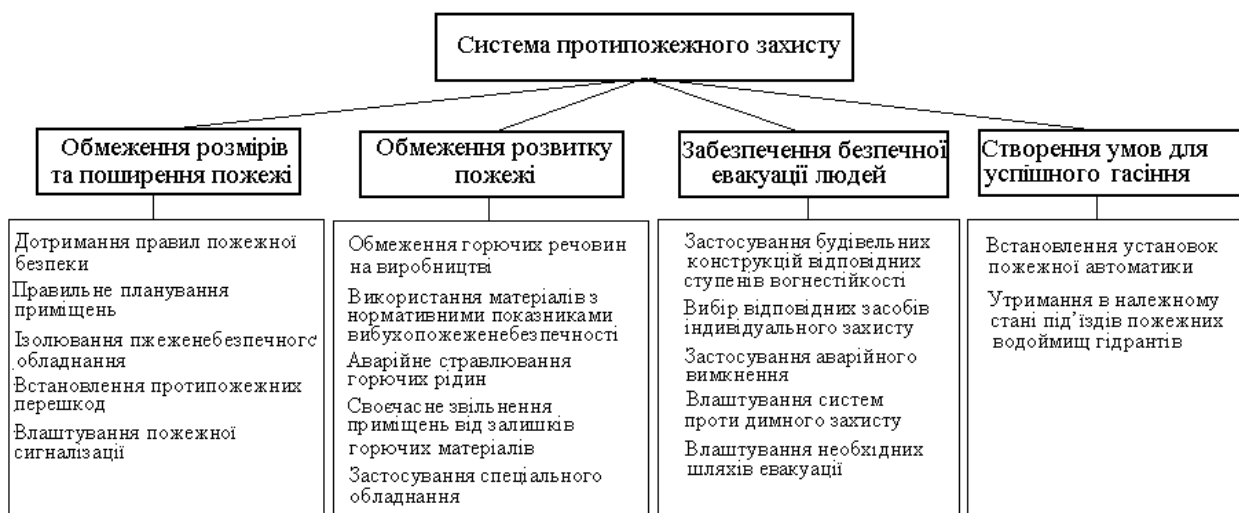 Система протипожежного захисту
Обмеження розмірів
та поширення пожежі
Дотримання правил пожежної
безпеки
Правильне планування
приміщень
Ізолювання пжеженебезпечного
обладнання
Встановлення протипожежних
перешкод
Влаштування пожежної
сигналізації
Обмеження розвитку
пожежі
Обмеження горючих речовин
на виробництві
Використання матеріалів з
нормативними показниками
вибухопожеженебезпечності
Аварійне стравлювання
горючих рідин
Своєчасне звільнення
приміщень від залишків
горючих матеріалів
Застосування спеціального
обладнання
Забезпечення безпечної
евакуації людей
Застосування будівельних
конструкцій відповідних
ступенів вогнестійкості
Вибір відповідних засобів
індивідуального захисту
Застосування аварійного
вимкнення
Влаштування систем
проти димного захисту
Влаштування необхідних
шляхів евакуації
Створення умов для
успішного гасіння
Встановлення установок
пожежної автоматики
Утримання в належному
стані під’їздів пожежних
водоймищ гідрантів